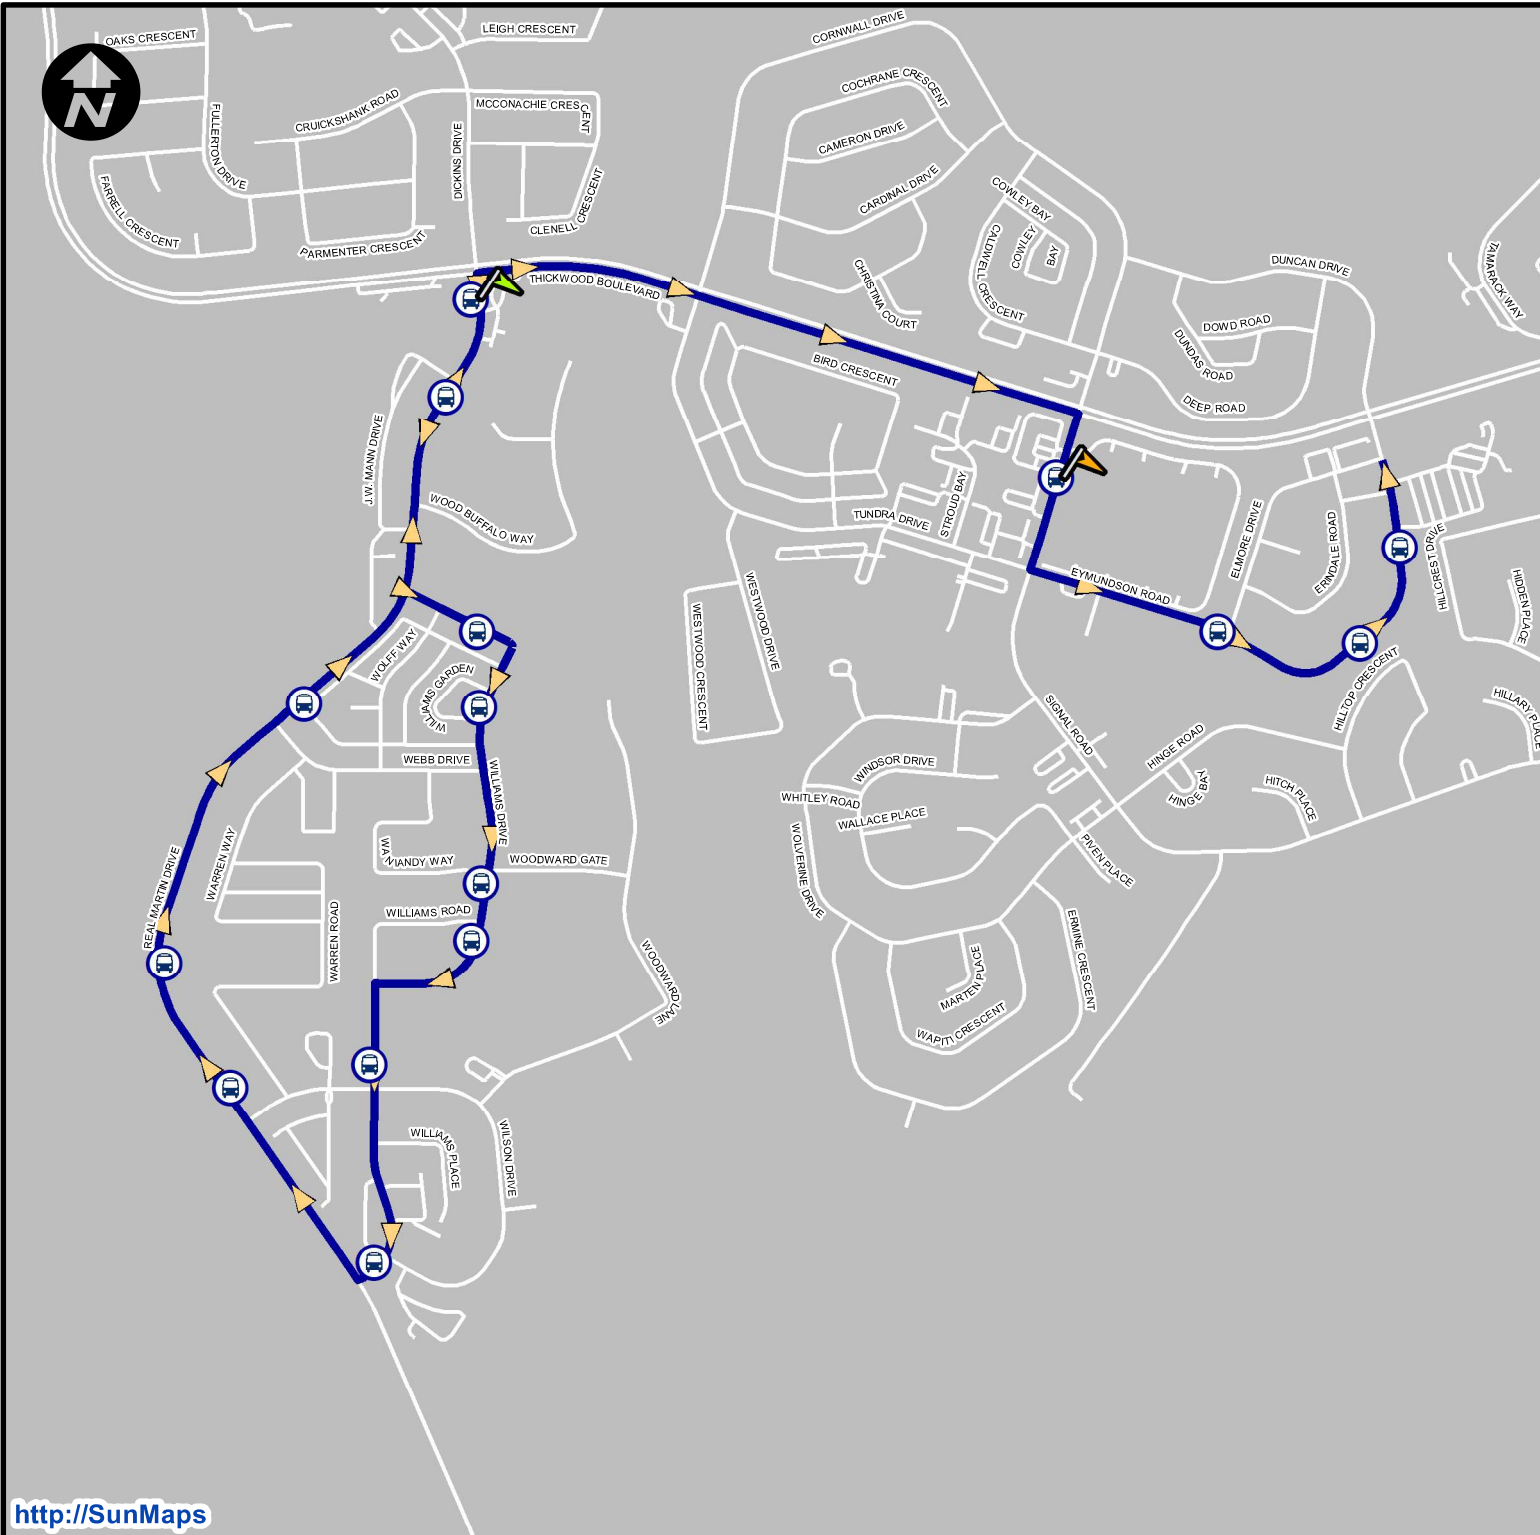 OAKS CRESCENT
LEIGH CRESCENT
CORNWALL DRIVE
COCHRANE CRESCENT
N
CRUICKSHANK ROAD
MCCONACHIE CRESCENT
FULLERTON DRIVE
CAMERON DRIVE
DICKINS DRIVE
CARDINAL DRIVE
COWLEY BAY
FARRELL CRESCENT
CLENELL CRESCENT
PARMENTER CRESCENT
COWLEY BAY
CALDWELL CRESCENT
TAMARACK WAY
DUNCAN DRIVE
THICKWOOD BOULEVARD
CHRISTINA COURT
DOWD ROAD
DUNDAS ROAD
BIRD CRESCENT
DEEP ROAD
J.W. MANN DRIVE
WOOD BUFFALO WAY
STROUD BAY
TUNDRA DRIVE
ELMORE DRIVE
ERINDALE ROAD
HILLCREST DRIVE
EYMUNDSON ROAD
HIDDEN PLACE
WESTWOOD DRIVE
WESTWOOD CRESCENT
WOLFF WAY
WILLIAMS GARDEN
HILLTOP CRESCENT
HILLARY PLACE
SIGNAL ROAD
HINGE ROAD
WEBB DRIVE
WILLIAMS DRIVE
WINDSOR DRIVE
HINGE BAY
HITCH PLACE
WHITLEY ROAD
WALLACE PLACE
WARREN WAY
WANIANDY WAY
WOODWARD GATE
WOLVERINE DRIVE
PIVEN PLACE
REAL MARTIN DRIVE
WILLIAMS ROAD
WARREN ROAD
ERMINE CRESCENT
WOODWARD LANE
MARTEN PLACE
WAPITI CRESCENT
WILLIAMS PLACE
WILSON DRIVE
http://SunMaps